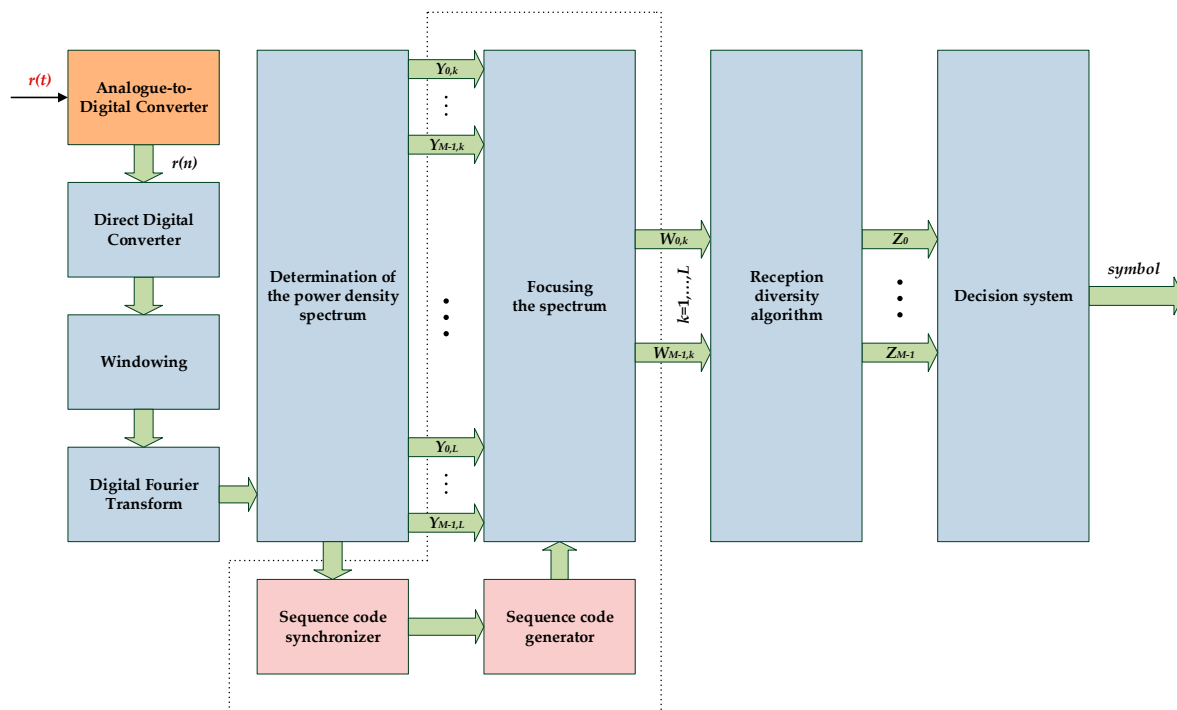 r(t)
Analogue-to-
Digital Converter
r(n)
Direct Digital
Converter
Windowing
Digital Fourier
Transform
Determination of
the power density
spectrum
Y0,k
...
YM-1,k
...
Y0,L
...
YM-1,L
Focusing
the spectrum
Sequence code
synchronizer
Sequence code
generator
W0,k
k=1,...,L
WM-1,k
Reception
diversity
algorithm
Z0
...
ZM-1
Decision system
symbol